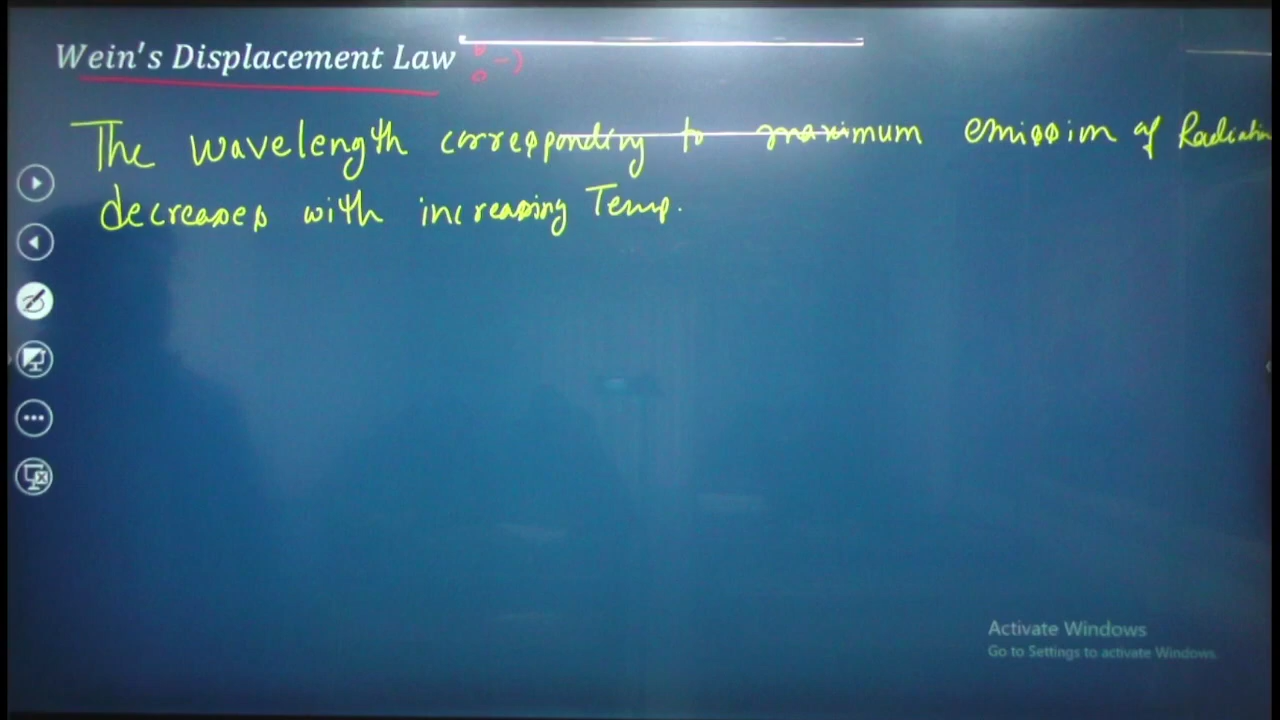 Wein's Displacement Law :-)
The wavelength corresponding to maximum emission of Radiation
decreases with increasing Temp.
Activate Windows
Go to Settings to activate Windows.